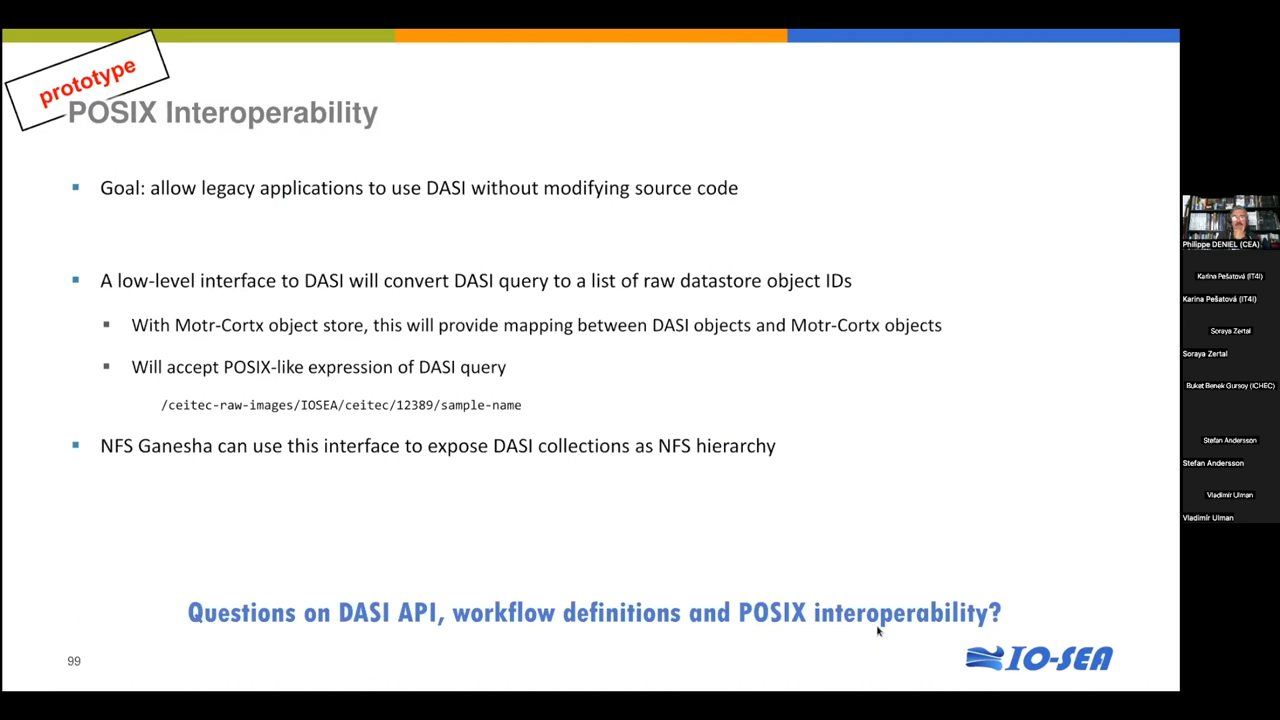 prototype
POSIX Interoperability
Goal: allow legacy applications to use DASI without modifying source code
A low-level interface to DASI will convert DASI query to a list of raw datastore object IDs
With Motr-Cortx object store, this will provide mapping between DASI objects and Motr-Cortx objects
Will accept POSIX-like expression of DASI query
/ceitec-raw-images/IOSEA/ceitec/12389/sample-name
NFS Ganesha can use this interface to expose DASI collections as NFS hierarchy
Questions on DASI API, workflow definitions and POSIX interoperability?
99
IO-SEA
Philippe DENIEL (CEA)
Karina Pešatová (IT4I)
Karina Pešatová (IT4I)
Soraya Zertal
Soraya Zertal
Buket Benek Gursoy (ICHEC)
Stefan Andersson
Stefan Andersson
Vladimír Ulman
Vladimír Ulman